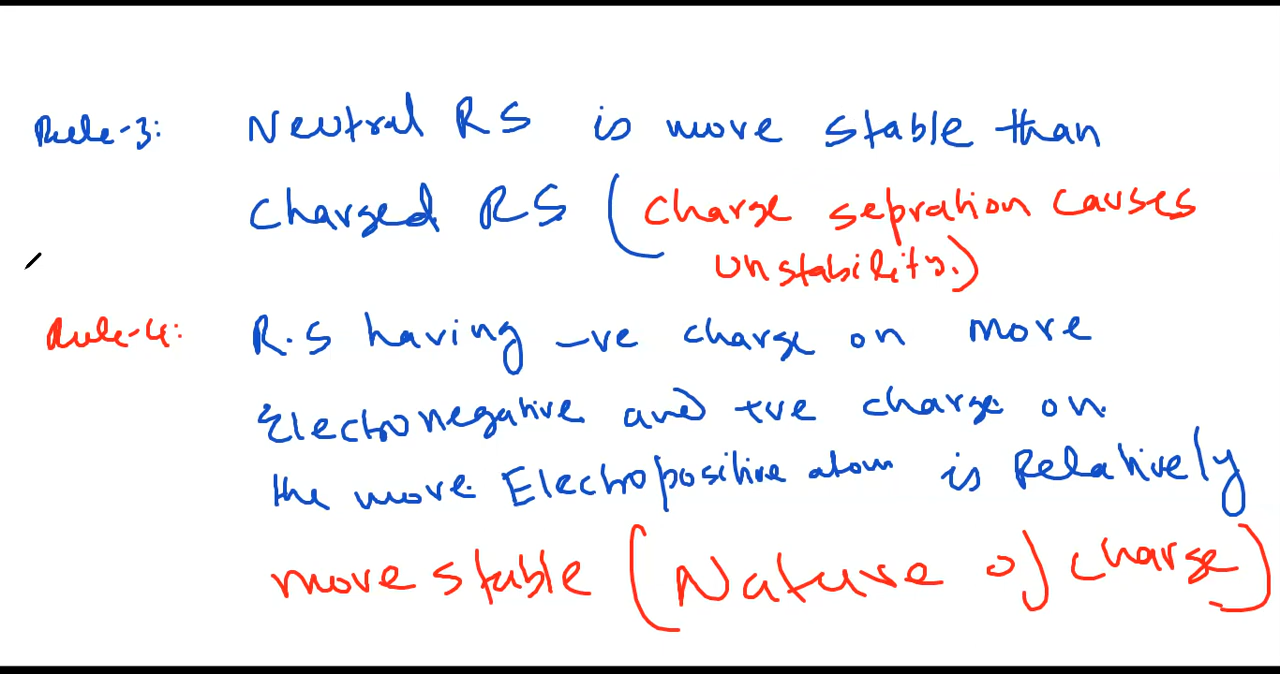 Rule-3: Neutral RS is more stable than
charged RS (charge sepration causes
unstability.)
Rule-4: R.S having -ve charge on more
Electronegative and +ve charge on
the more Electropositive atom is Relatively
more stable (Nature of charge)